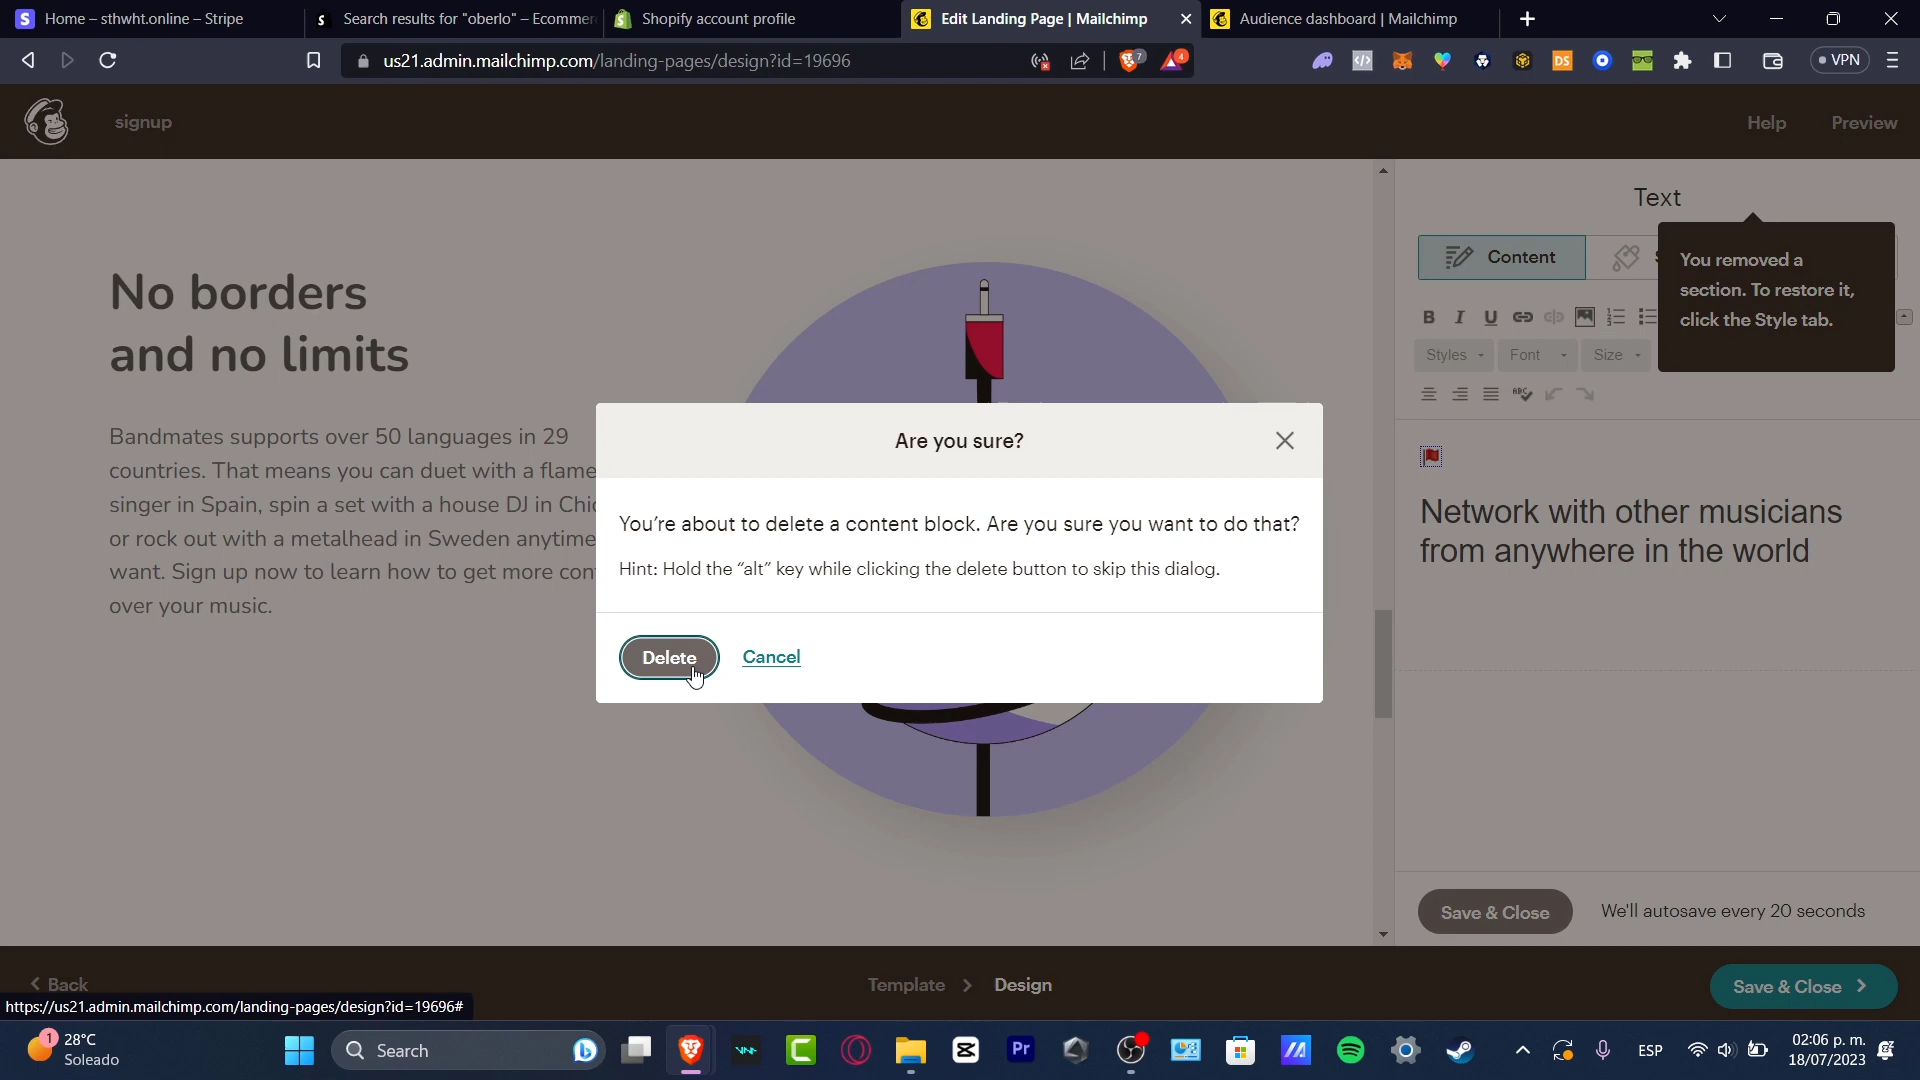 Home – sthwht.online – Stripe
Search results for "oberlo" – Ecommer
Shopify account profile
Edit Landing Page | Mailchimp
Audience dashboard | Mailchimp
us21.admin.mailchimp.com/landing-pages/design?id=19696
7
4
DS
VPN
signup
Help
Preview
No borders
and no limits
Bandmates supports over 50 languages in 29
countries. That means you can duet with a flame
singer in Spain, spin a set with a house DJ in Chi
or rock out with a metalhead in Sweden anytime
want. Sign up now to learn how to get more con
over your music.
Are you sure?
You're about to delete a content block. Are you sure you want to do that?
Hint: Hold the "alt" key while clicking the delete button to skip this dialog.
Delete
Cancel
Text
Content
You removed a
section. To restore it,
click the Style tab.
B I U
Styles
Font
Size
ABC
Network with other musicians
from anywhere in the world
Save & Close
We'll autosave every 20 seconds
Back
Template
Design
Save & Close
https://us21.admin.mailchimp.com/landing-pages/design?id=19696#
1
28°C
Soleado
Search
Pr
ESP
02:06 p. m.
18/07/2023